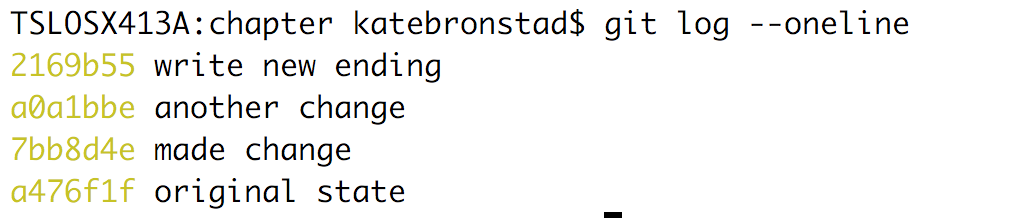 TSLOSX413A:chapter katebronstad$ git log --oneline
2169b55 write new ending
a0a1bbe another change
7bb8d4e made change
a476f1f original state